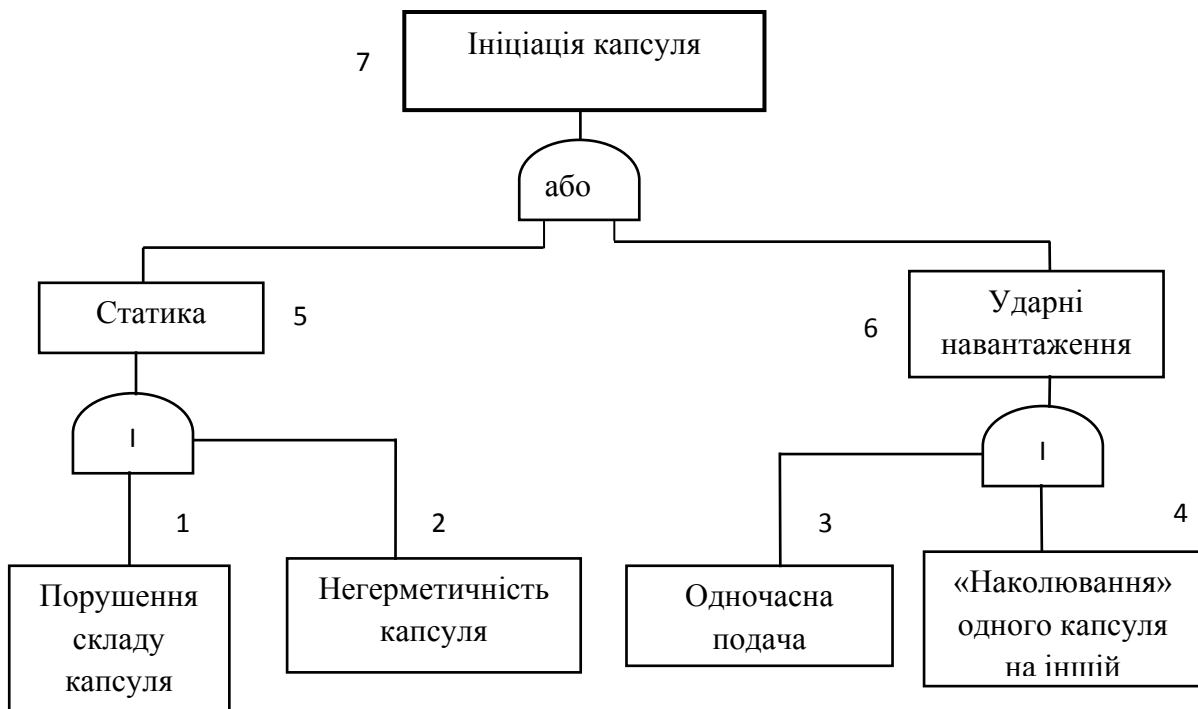 Ініціація капсуля
7
або
Статика
5
Ударні
навантаження
6
І
І
1
2
3
4
Порушення
складу
капсуля
Негерметичність
капсуля
Одночасна
подача
«Наколювання»
одного капсуля
на іншій